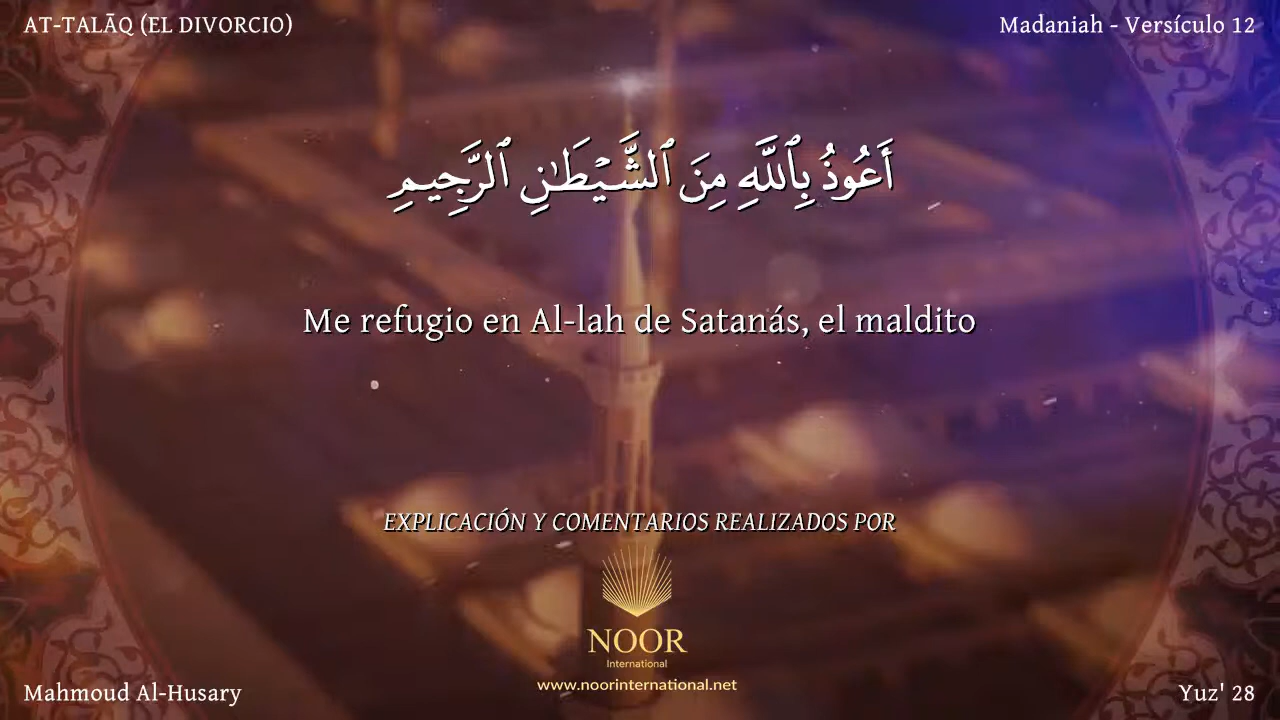 AT-TALĀQ (EL DIVORCIO)
Madaniah - Versículo 12
أَعُوذُ بِٱللَّهِ مِنَ ٱلشَّيْطَٰنِ ٱلرَّجِيمِ
Me refugio en Al-lah de Satanás, el maldito
EXPLICACIÓN Y COMENTARIOS REALIZADOS POR
NOOR
International
www.noorinternational.net
Mahmoud Al-Husary
Yuz' 28